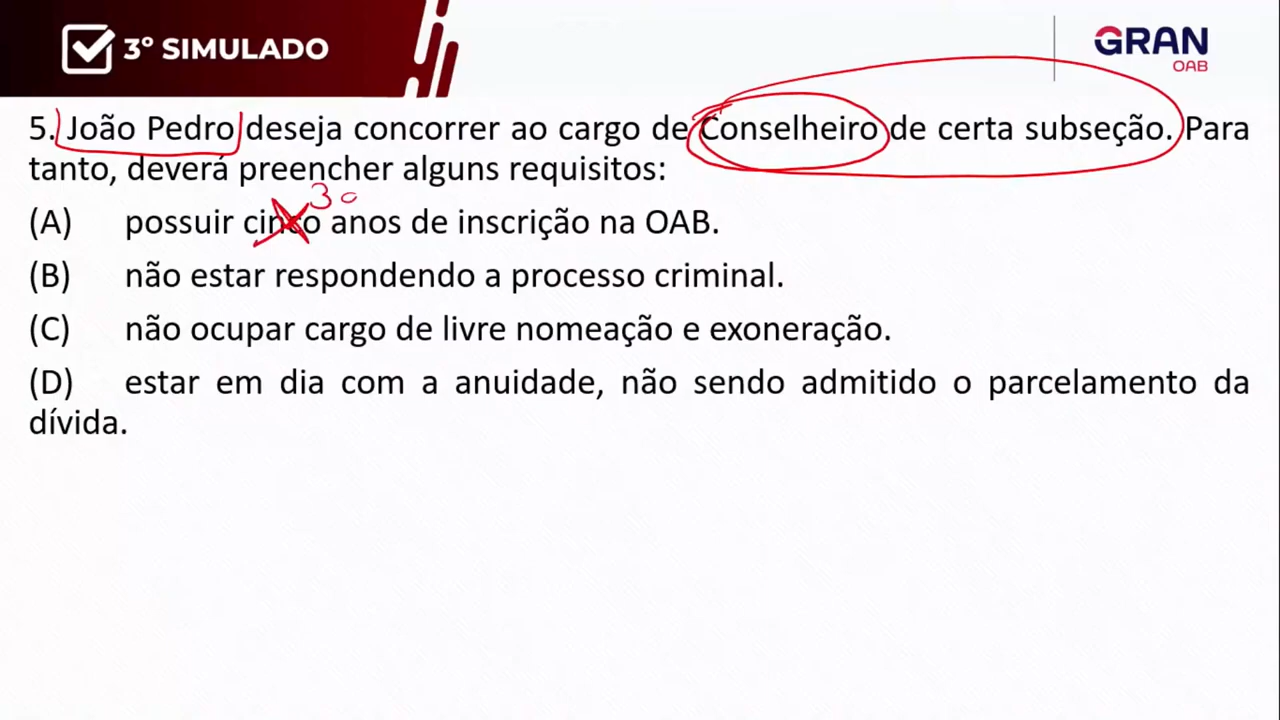 3º SIMULADO
GRAN
OAB
5. João Pedro deseja concorrer ao cargo de Conselheiro de certa subseção. Para
tanto, deverá preencher alguns requisitos:
3
(A) possuir cinco anos de inscrição na OAB.
(B) não estar respondendo a processo criminal.
(C) não ocupar cargo de livre nomeação e exoneração.
(D) estar em dia com a anuidade, não sendo admitido o parcelamento da
dívida.